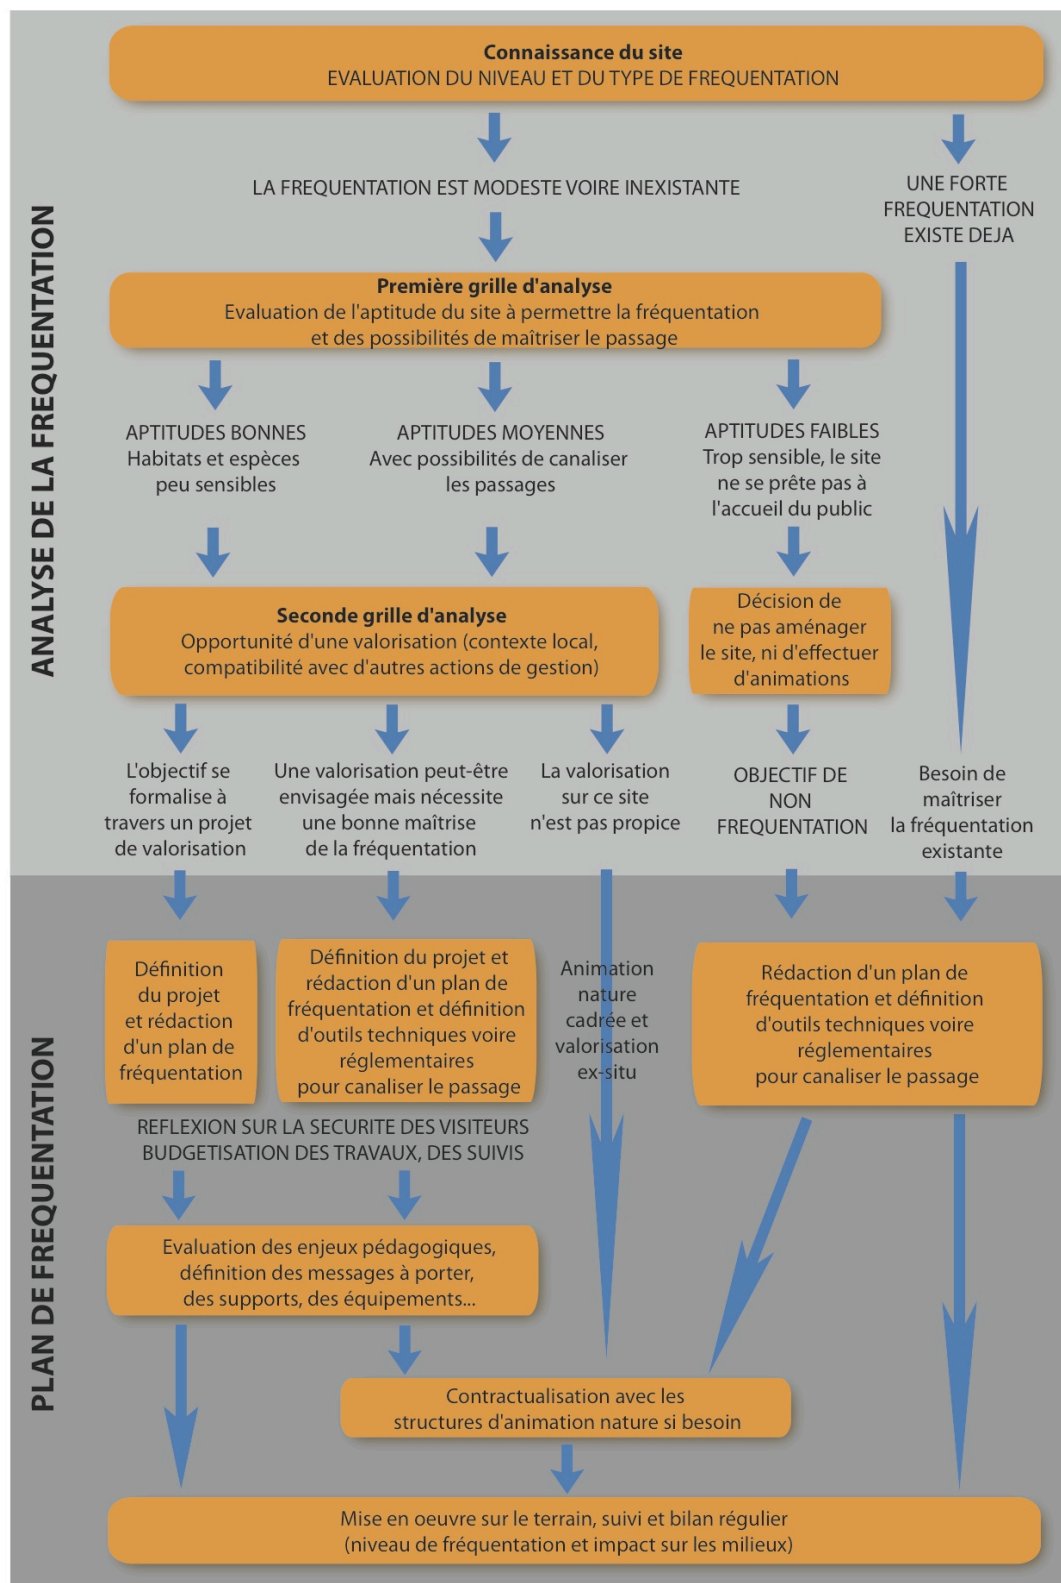 Connaissance du site
EVALUATION DU NIVEAU ET DU TYPE DE FREQUENTATION
LA FREQUENTATION EST MODESTE VOIRE INEXISTANTE
UNE FORTE
FREQUENTATION
EXISTE DEJA
ANALYSE DE LA FREQUENTATION
Première grille d'analyse
Evaluation de l'aptitude du site à permettre la fréquentation
et des possibilités de maîtriser le passage
APTITUDES BONNES
Habitats et espèces
peu sensibles
APTITUDES MOYENNES
Avec possibilités de canaliser
les passages
APTITUDES FAIBLES
Trop sensible, le site
ne se prête pas à
l'accueil du public
Seconde grille d'analyse
Opportunité d'une valorisation (contexte local,
compatibilité avec d'autres actions de gestion)
Décision de
ne pas aménager
le site, ni d'effectuer
d'animations
L'objectif se
formalise à
travers un projet
de valorisation
Une valorisation peut-être
envisagée mais nécessite
une bonne maîtrise
de la fréquentation
La valorisation
sur ce site
n'est pas propice
OBJECTIF DE
NON
FREQUENTATION
Besoin de
maîtriser
la fréquentation
existante
PLAN DE FREQUENTATION
Définition
du projet
et rédaction
d'un plan de
fréquentation
Définition du projet et
rédaction d'un plan de
fréquentation et définition
d'outils techniques voire
réglementaires
pour canaliser le passage
Animation
nature
cadrée et
valorisation
ex-situ
Rédaction d'un plan de
fréquentation et définition
d'outils techniques voire
réglementaires
pour canaliser le passage
REFLEXION SUR LA SECURITE DES VISITEURS
BUDGETISATION DES TRAVAUX, DES SUIVIS
Evaluation des enjeux pédagogiques,
définition des messages à porter,
des supports, des équipements...
Contractualisation avec les
structures d'animation nature si besoin
Mise en oeuvre sur le terrain, suivi et bilan régulier
(niveau de fréquentation et impact sur les milieux)